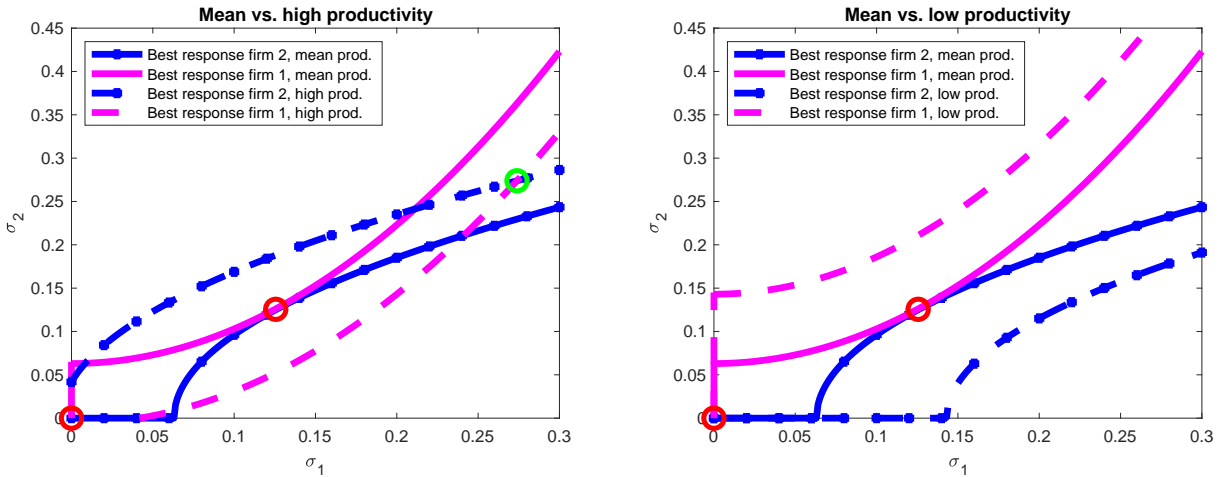 Mean vs. high productivity
0.45
0.4
0.35
0.3
0.25
0.2
0.15
0.1
0.05
0
σ2
Best response firm 2, mean prod.
Best response firm 1, mean prod.
Best response firm 2, high prod.
Best response firm 1, high prod.
0 0.05 0.1 0.15 0.2 0.25 0.3
σ1
Mean vs. low productivity
0.45
0.4
0.35
0.3
0.25
0.2
0.15
0.1
0.05
0
σ2
Best response firm 2, mean prod.
Best response firm 1, mean prod.
Best response firm 2, low prod.
Best response firm 1, low prod.
0 0.05 0.1 0.15 0.2 0.25 0.3
σ1